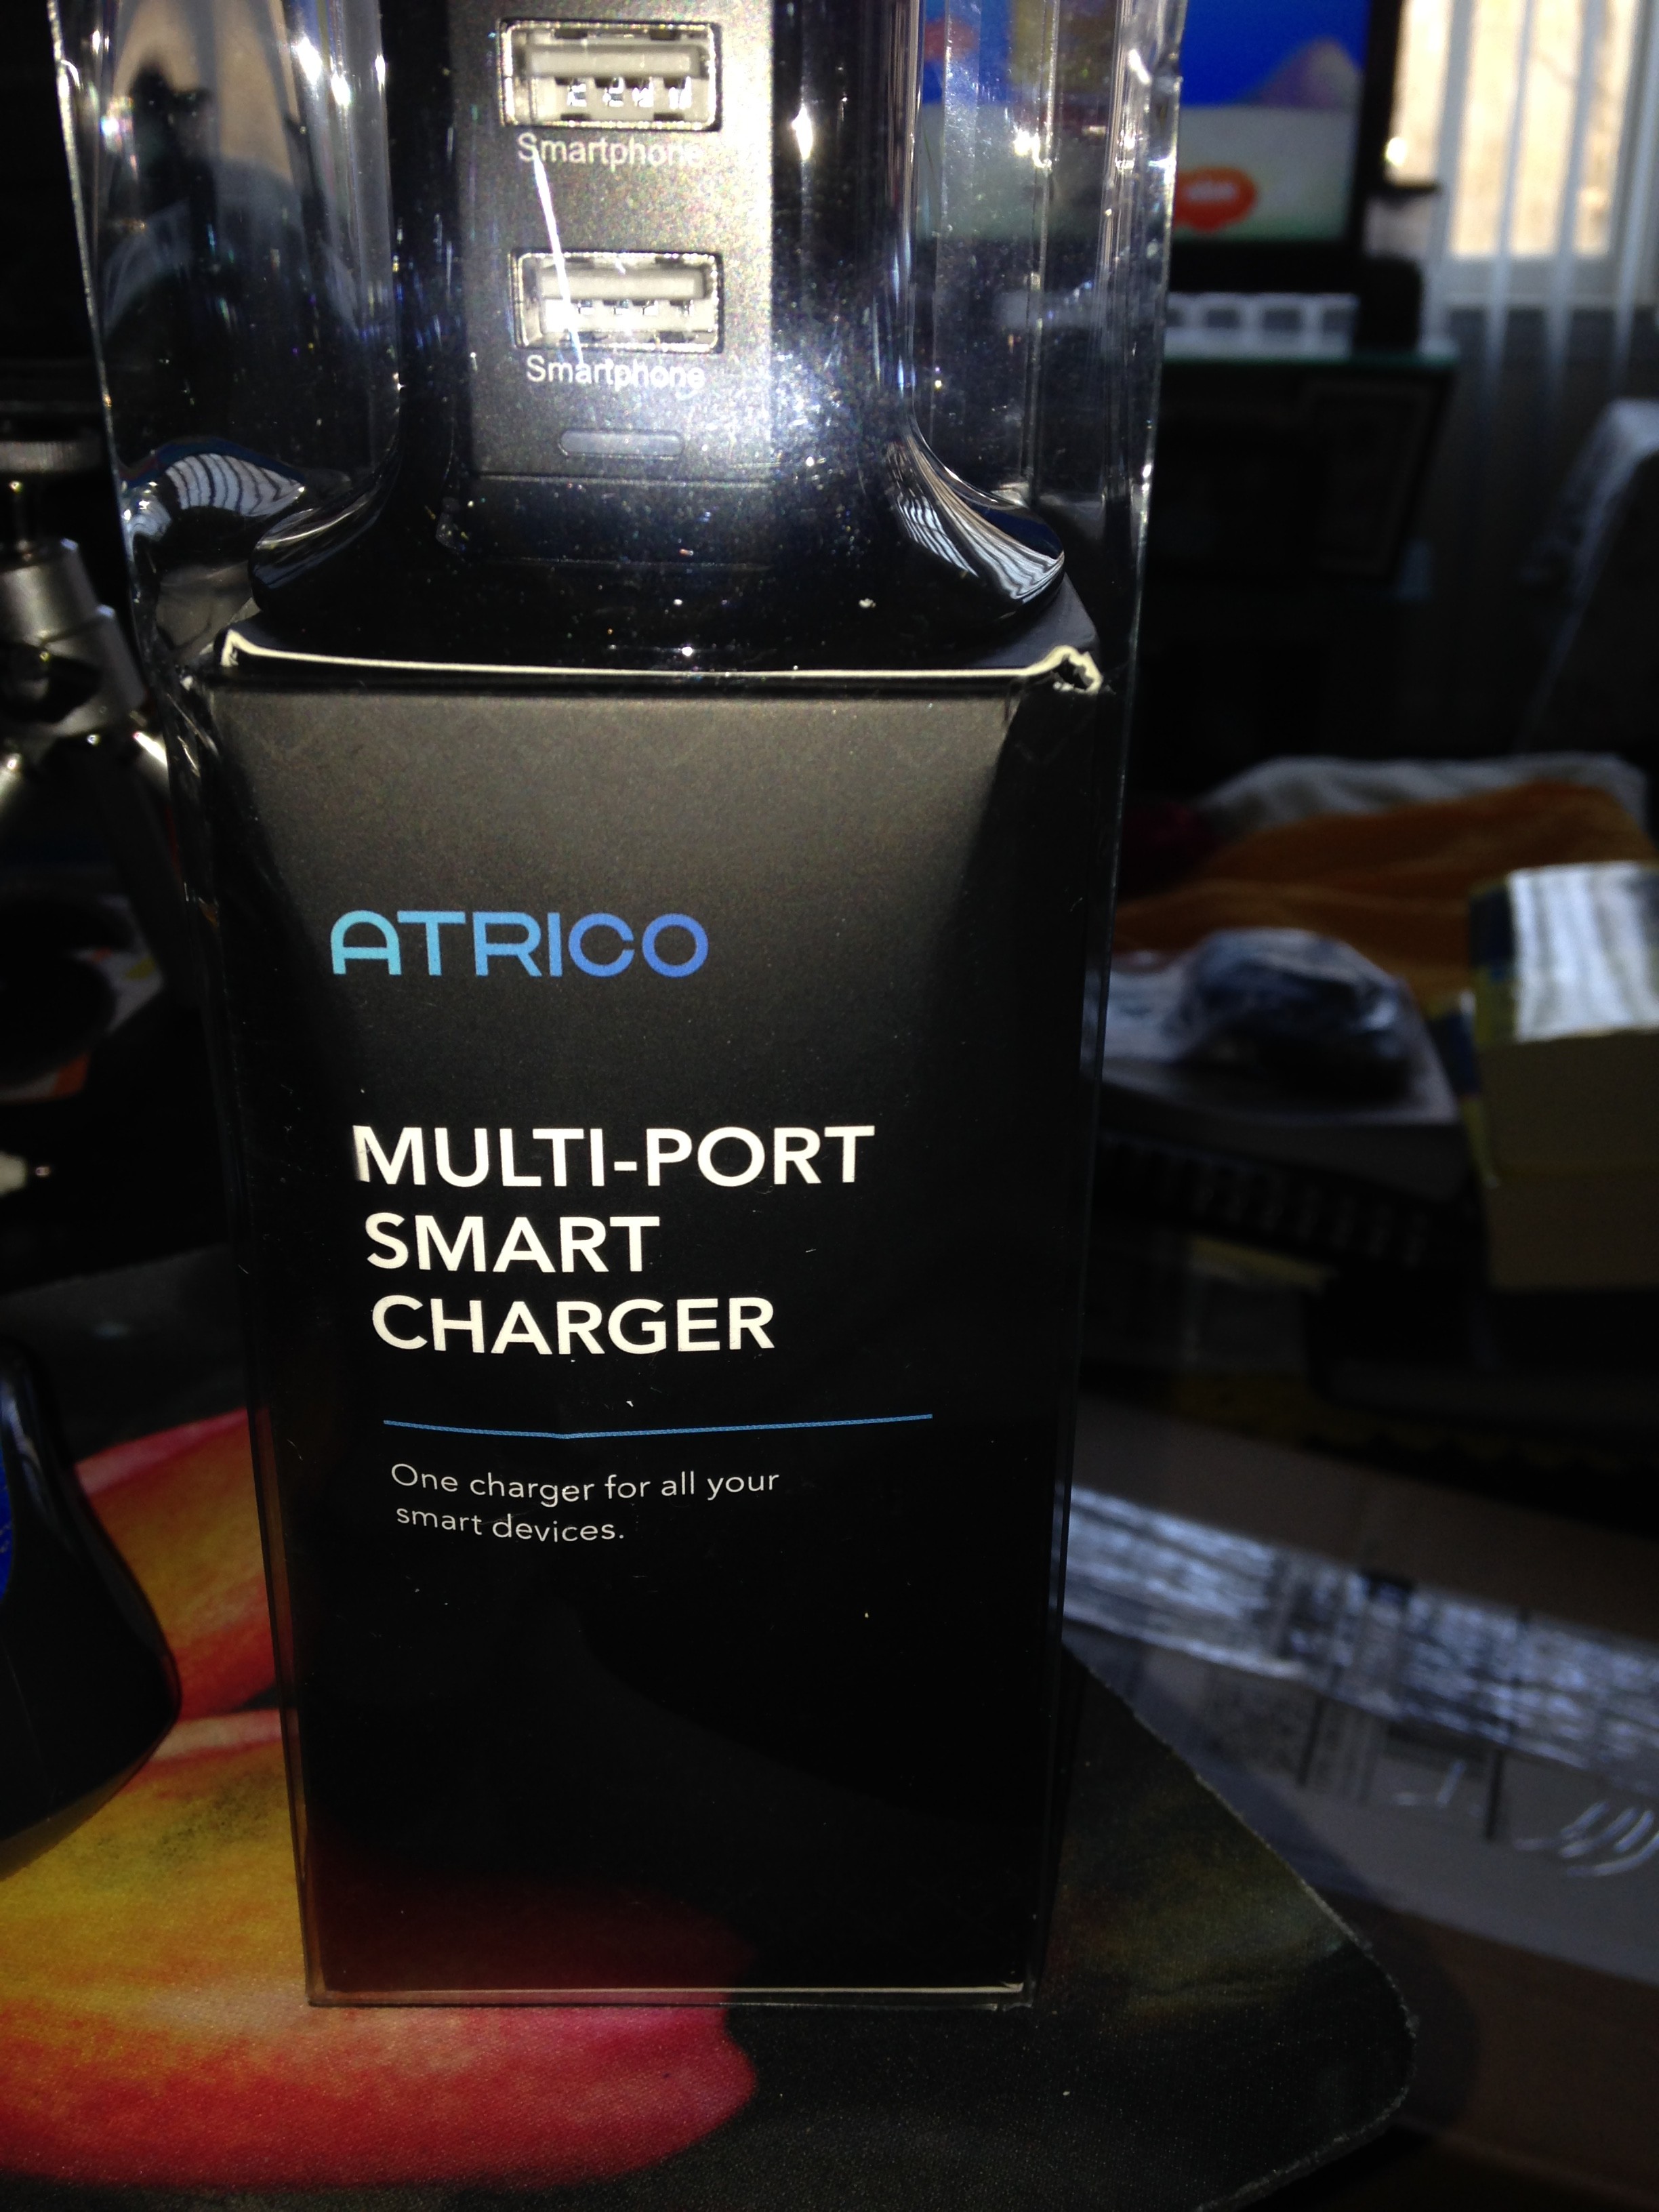 Smartphone
Smartphone
ATRICO
MULTI-PORT
SMART
CHARGER
One charger for all your
smart devices.